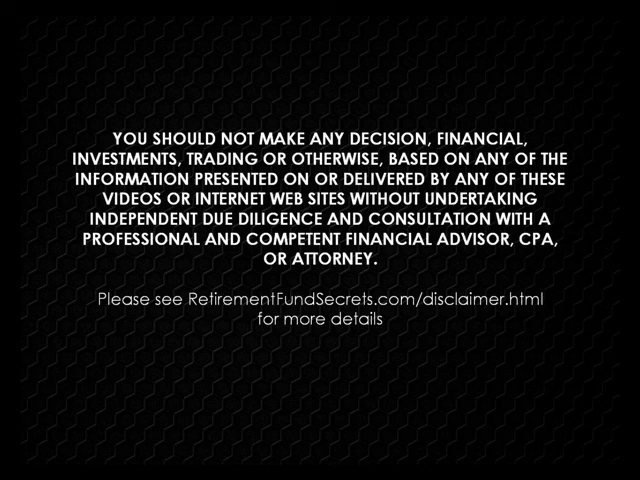 YOU SHOULD NOT MAKE ANY DECISION, FINANCIAL,
INVESTMENTS, TRADING OR OTHERWISE, BASED ON ANY OF THE
INFORMATION PRESENTED ON OR DELIVERED BY ANY OF THESE
VIDEOS OR INTERNET WEB SITES WITHOUT UNDERTAKING
INDEPENDENT DUE DILIGENCE AND CONSULTATION WITH A
PROFESSIONAL AND COMPETENT FINANCIAL ADVISOR, CPA,
OR ATTORNEY.
Please see RetirementFundSecrets.com/disclaimer.html
for more details